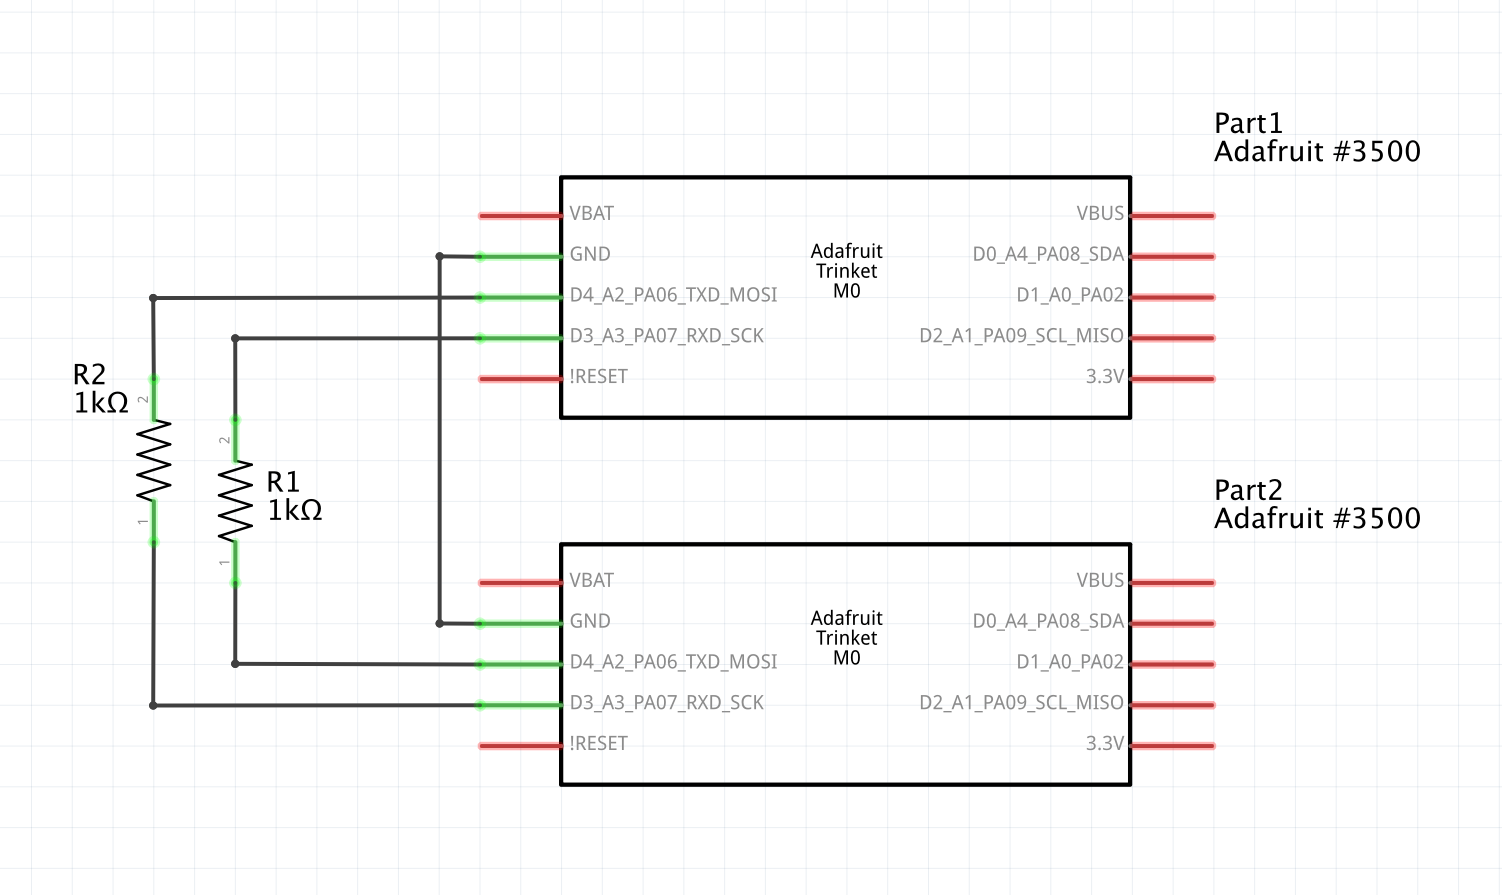 Part1
Adafruit #3500
VBAT
GND
D4_A2_PA06_TXD_MOSI
D3_A3_PA07_RXD_SCK
!RESET
Adafruit
Trinket
M0
VBUS
D0_A4_PA08_SDA
D1_A0_PA02
D2_A1_PA09_SCL_MISO
3.3V
R2
1kΩ
2
1
2
R1
1kΩ
1
Part2
Adafruit #3500
VBAT
GND
D4_A2_PA06_TXD_MOSI
D3_A3_PA07_RXD_SCK
!RESET
Adafruit
Trinket
M0
VBUS
D0_A4_PA08_SDA
D1_A0_PA02
D2_A1_PA09_SCL_MISO
3.3V